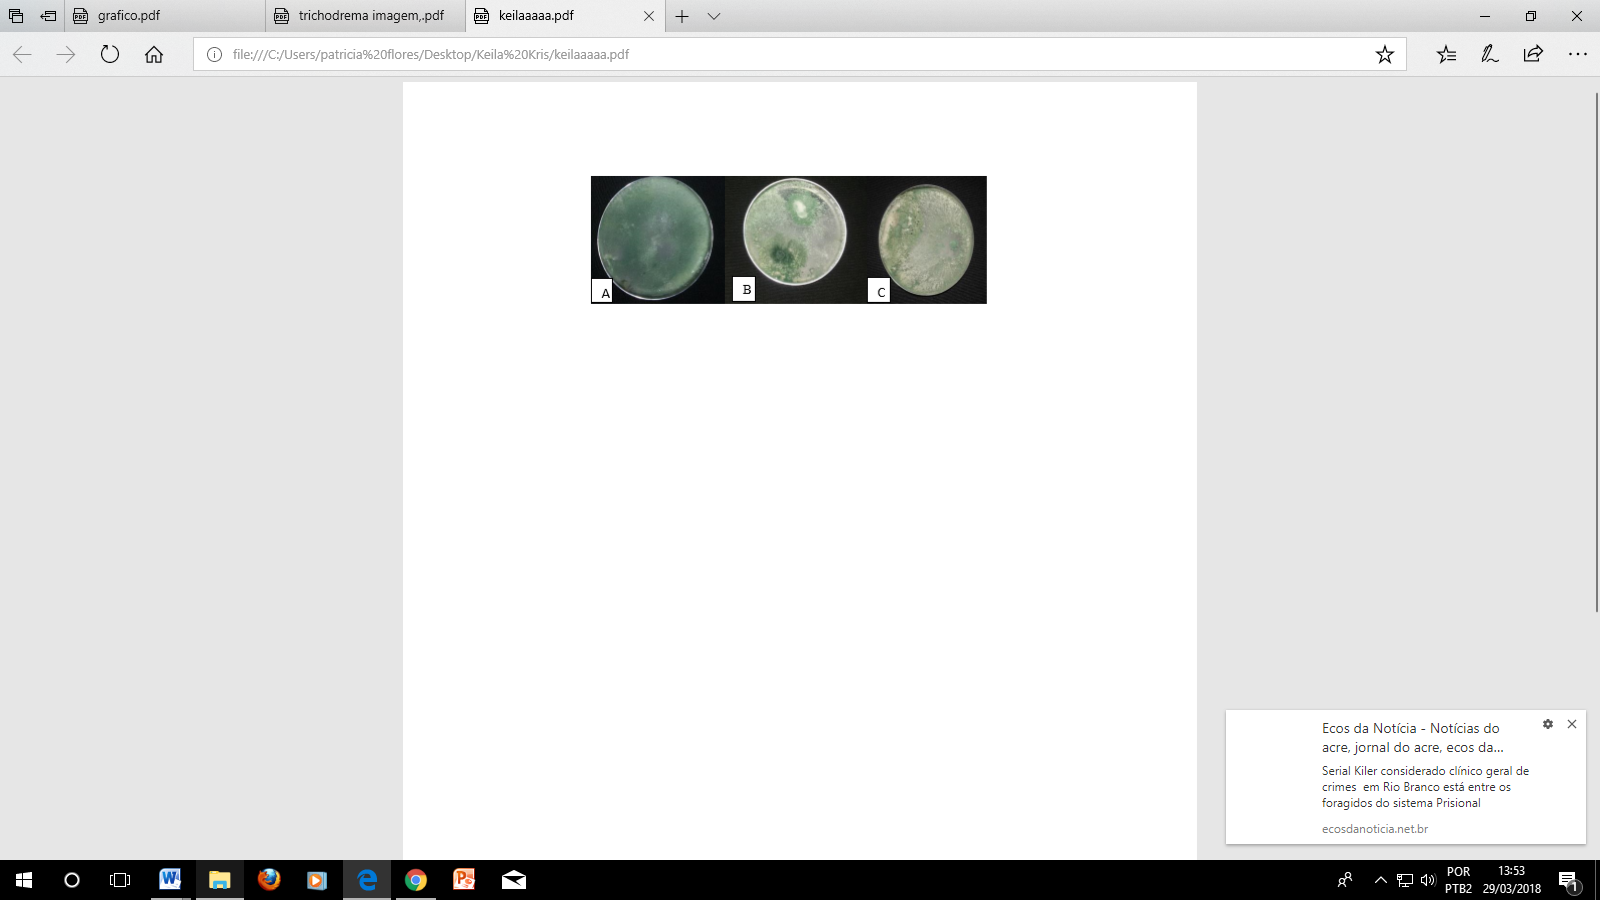 grafico.pdf
trichodrema imagem,.pdf
keilaaaaa.pdf
file:///C:/Users/patricia%20flores/Desktop/Keila%20Kris/keilaaaaa.pdf
A
B
C
Ecos da Notícia - Notícias do
acre, jornal do acre, ecos da...
Serial Kiler considerado clínico geral de
crimes em Rio Branco está entre os
foragidos do sistema Prisional
ecosdanoticia.net.br
POR
PTB2
13:53
29/03/2018
1